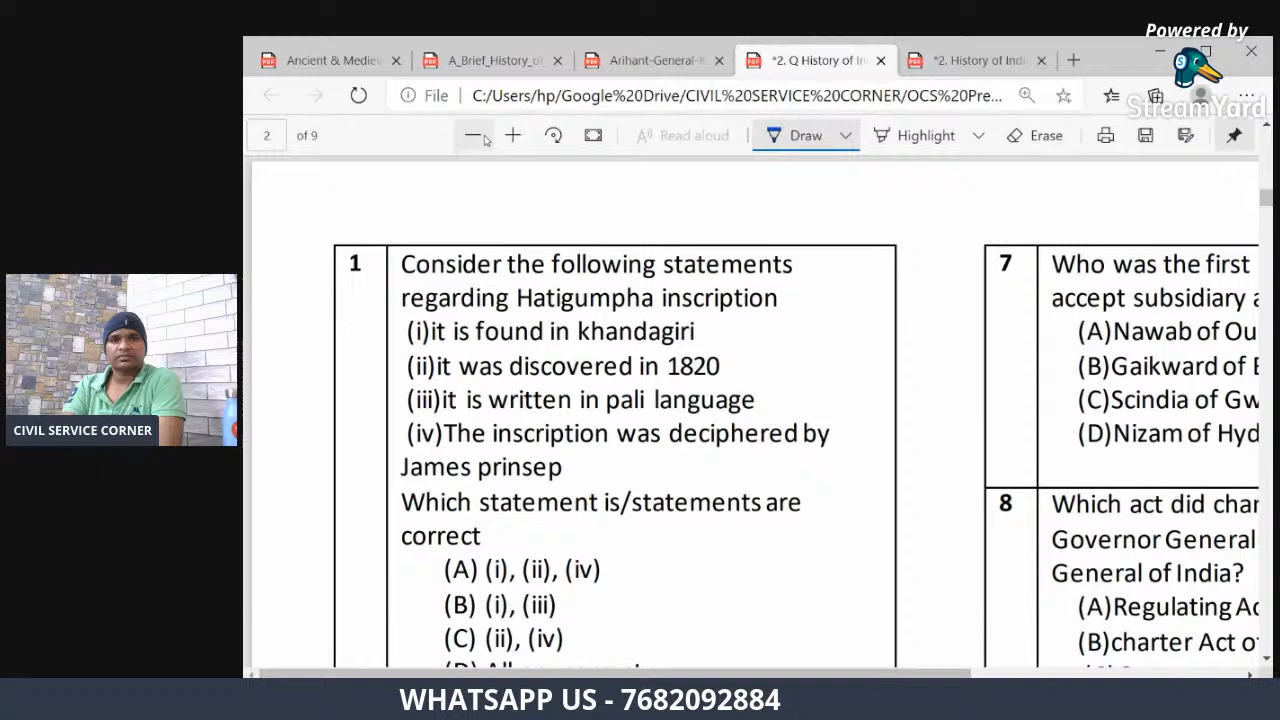 Powered by
StreamYard
Ancient & Mediev
A_Brief_History_o
Arihant-General-
*2. Q History of In
*2. History of Indi
File
C:/Users/hp/Google%20Drive/CIVIL%20SERVICE%20CORNER/OCS%20Pre...
2 of 9
Read aloud
Draw
Highlight
Erase
1
Consider the following statements
regarding Hatigumpha inscription
(i)it is found in khandagiri
(ii)it was discovered in 1820
(iii)it is written in pali language
(iv)The inscription was deciphered by
James prinsep
Which statement is/statements are
correct
(A) (i), (ii), (iv)
(B) (i), (iii)
(C) (ii), (iv)
7
Who was the first
accept subsidiary a
(A)Nawab of Ou
(B)Gaikward of
(C)Scindia of Gw
(D)Nizam of Hyd
8
Which act did char
Governor General
General of India?
(A)Regulating Ac
(B)charter Act o
CIVIL SERVICE CORNER
WHATSAPP US - 7682092884